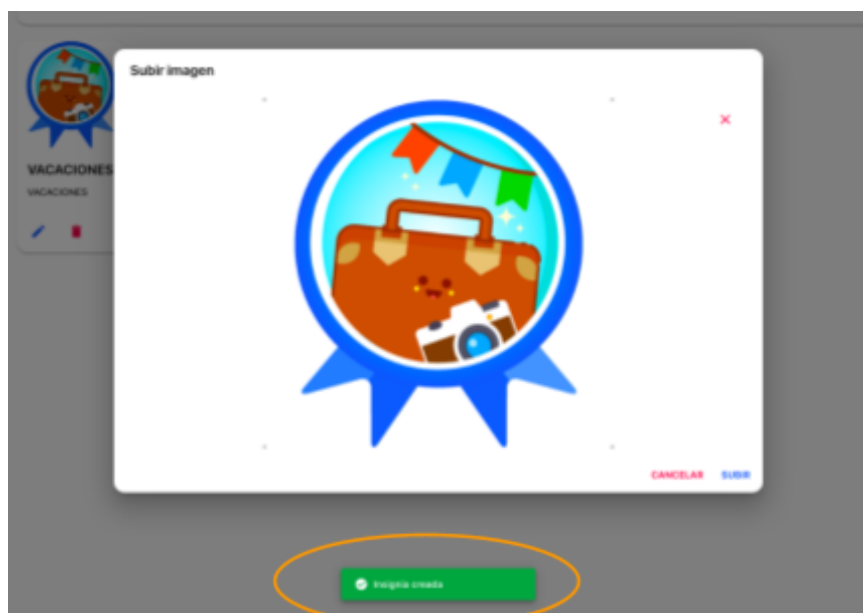 Subir imagen
VACACIONES
VACACIONES
CANCELAR SUBIR
Insignia creada